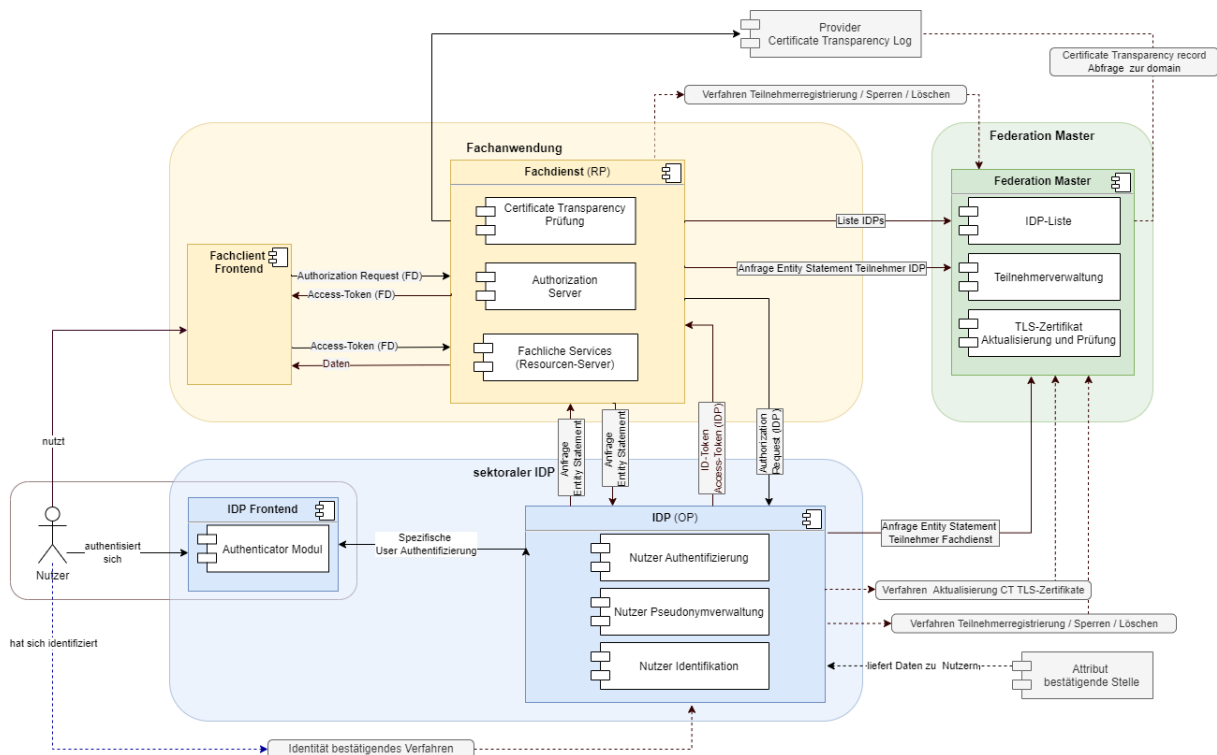 Provider
Certificate Transparency Log
Certificate Transparency record
Abfrage zur domain
Verfahren Teilnehmerregistrierung / Sperren / Löschen
Fachanwendung
Federation Master
Fachdienst (RP)
Federation Master
Certificate Transparency
Prüfung
IDP-Liste
Liste IDPs
Fachclient
Frontend
Authorization Request (FD)
Access-Token (FD)
Authorization
Server
Anfrage Entity Statement Teilnehmer IDP
Teilnehmerverwaltung
TLS-Zertifikat
Aktualisierung und Prüfung
Access-Token (FD)
Daten
Fachliche Services
(Resourcen-Server)
nutzt
Anfrage
Entity Statement
Anfrage
Entity Statement
ID-Token
Access-Token (IDP)
Authorization
Request (IDP)
sektoraler IDP
IDP Frontend
IDP (OP)
Authenticator Modul
Spezifische
User Authentifizierung
authentisiert
sich
Nutzer
Nutzer Authentifizierung
Anfrage Entity Statement
Teilnehmer Fachdienst
Verfahren Aktualisierung CT TLS-Zertifikate
Nutzer Pseudonymverwaltung
Verfahren Teilnehmerregistrierung / Sperren / Löschen
hat sich identifiziert
Nutzer Identifikation
liefert Daten zu Nutzern
Attribut
bestätigende Stelle
Identität bestätigendes Verfahren